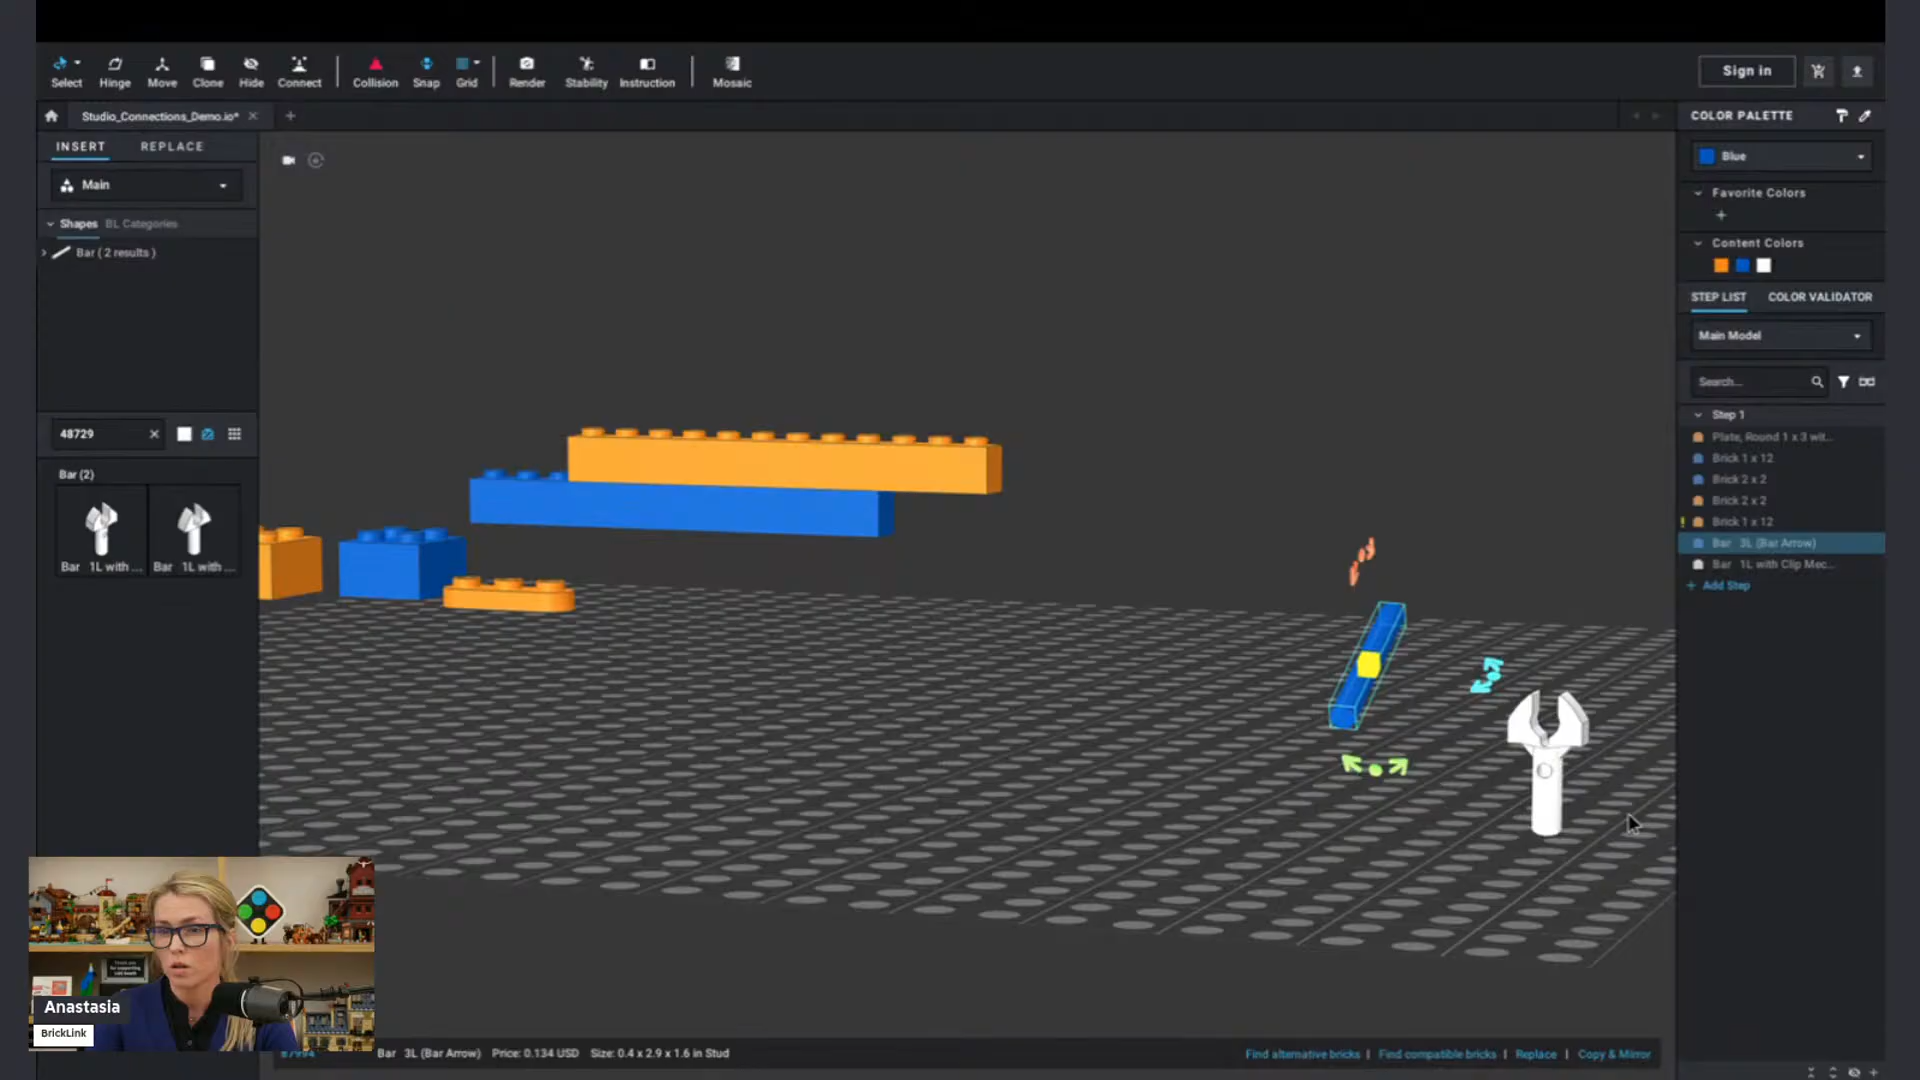 Select
Hinge
Move
Clone
Hide
Connect
Collision
Snap
Grid
Render
Stability
Instruction
Mosaic
Sign in
Studio_Connections_Demo.io*
INSERT
REPLACE
Main
Shapes
BL Categories
Bar ( 2 results )
48729
Bar (2)
Bar 1L with ...
Bar 1L with ...
COLOR PALETTE
Blue
Favorite Colors
Content Colors
STEP LIST
COLOR VALIDATOR
Main Model
Search...
Step 1
Plate, Round 1 x 3 wit...
Brick 1 x 12
Brick 2 x 2
Brick 2 x 2
Brick 1 x 12
Bar 3L (Bar Arrow)
Bar 1L with Clip Mec...
+ Add Step
Anastasia
BrickLink
87994 Bar 3L (Bar Arrow) Price: 0.134 USD Size: 0.4 x 2.9 x 1.6 in Stud
Find alternative bricks | Find compatible bricks | Replace | Copy & Mirror